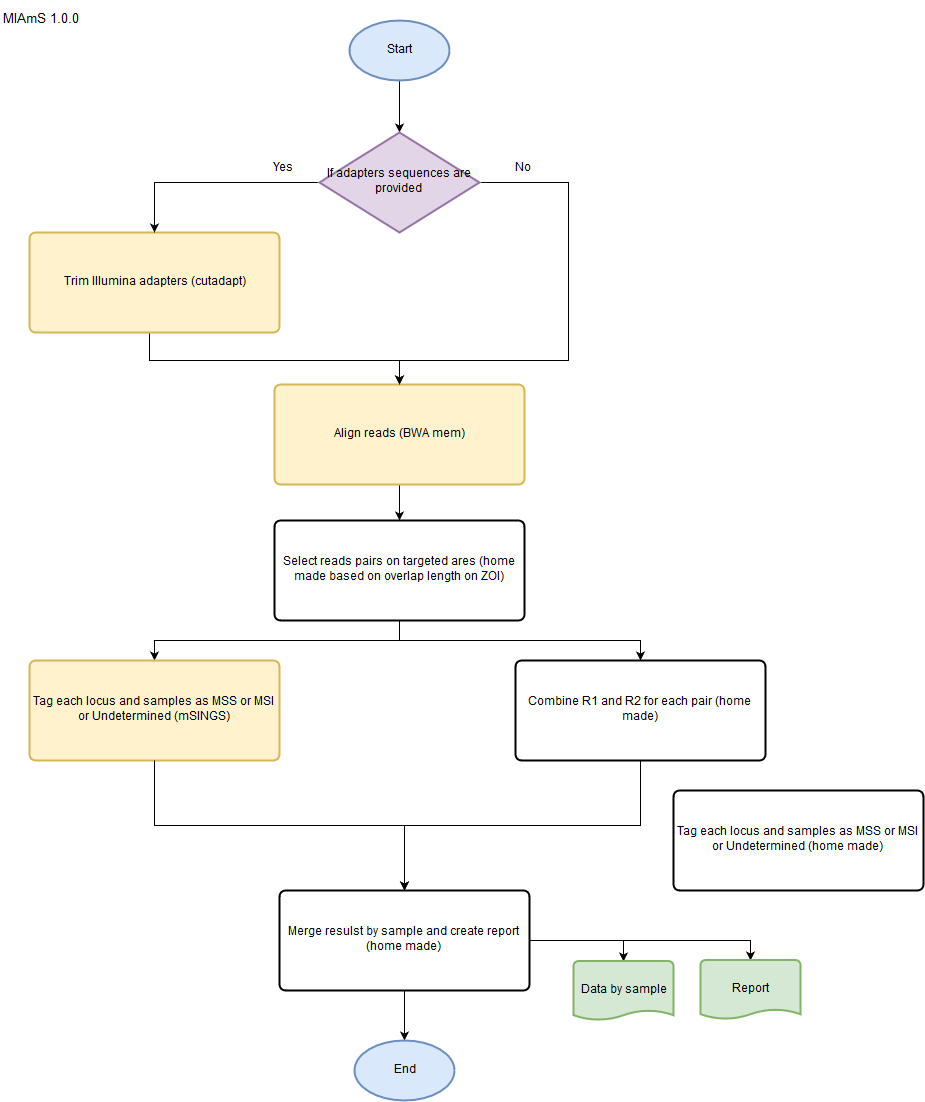 MIAmS 1.0.0
Start
Yes
If adapters sequences are
provided
No
Trim Illumina adapters (cutadapt)
Align reads (BWA mem)
Select reads pairs on targeted ares (home
made based on overlap length on ZOI)
Tag each locus and samples as MSS or MSI
or Undetermined (mSINGS)
Combine R1 and R2 for each pair (home
made)
Tag each locus and samples as MSS or MSI
or Undetermined (home made)
Merge resulst by sample and create report
(home made)
Data by sample
Report
End